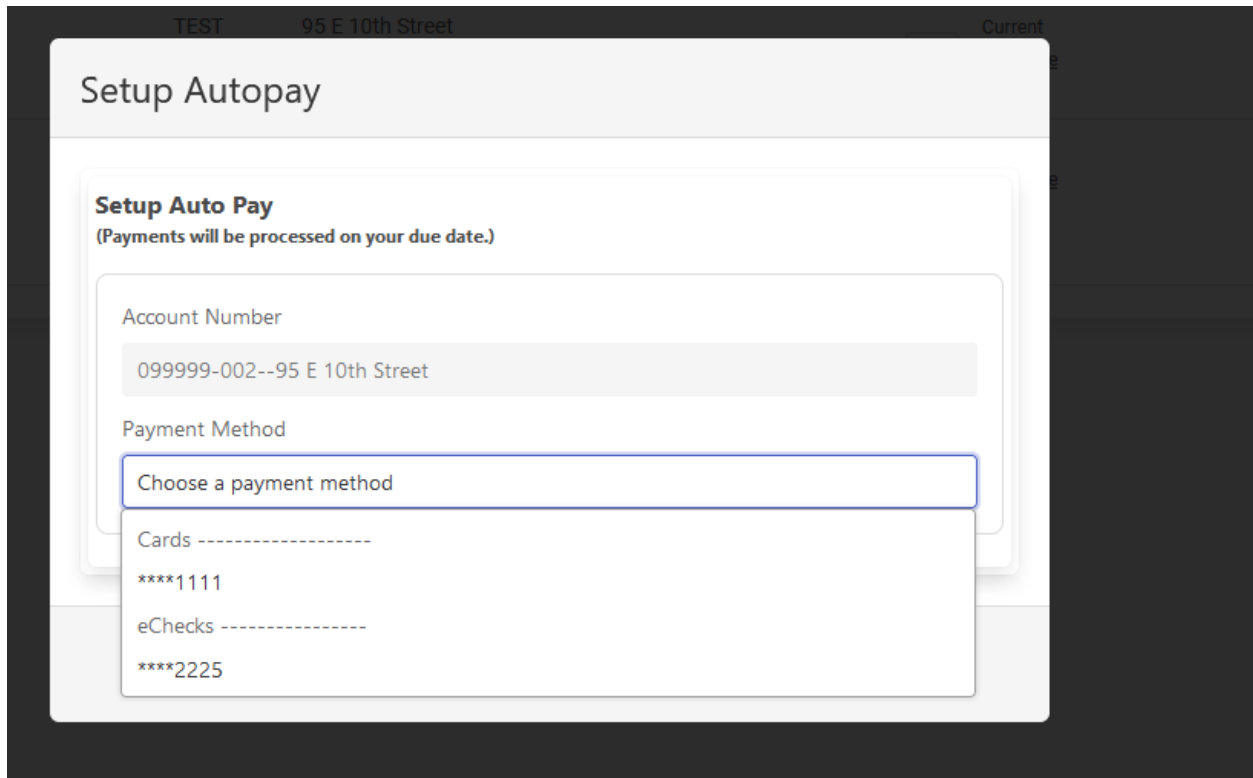 TEST 95 E 10th Street Current
Setup Autopay
Setup Auto Pay
(Payments will be processed on your due date.)
Account Number
099999-002--95 E 10th Street
Payment Method
Choose a payment method
Cards -------------------
****1111
eChecks ----------------
****2225